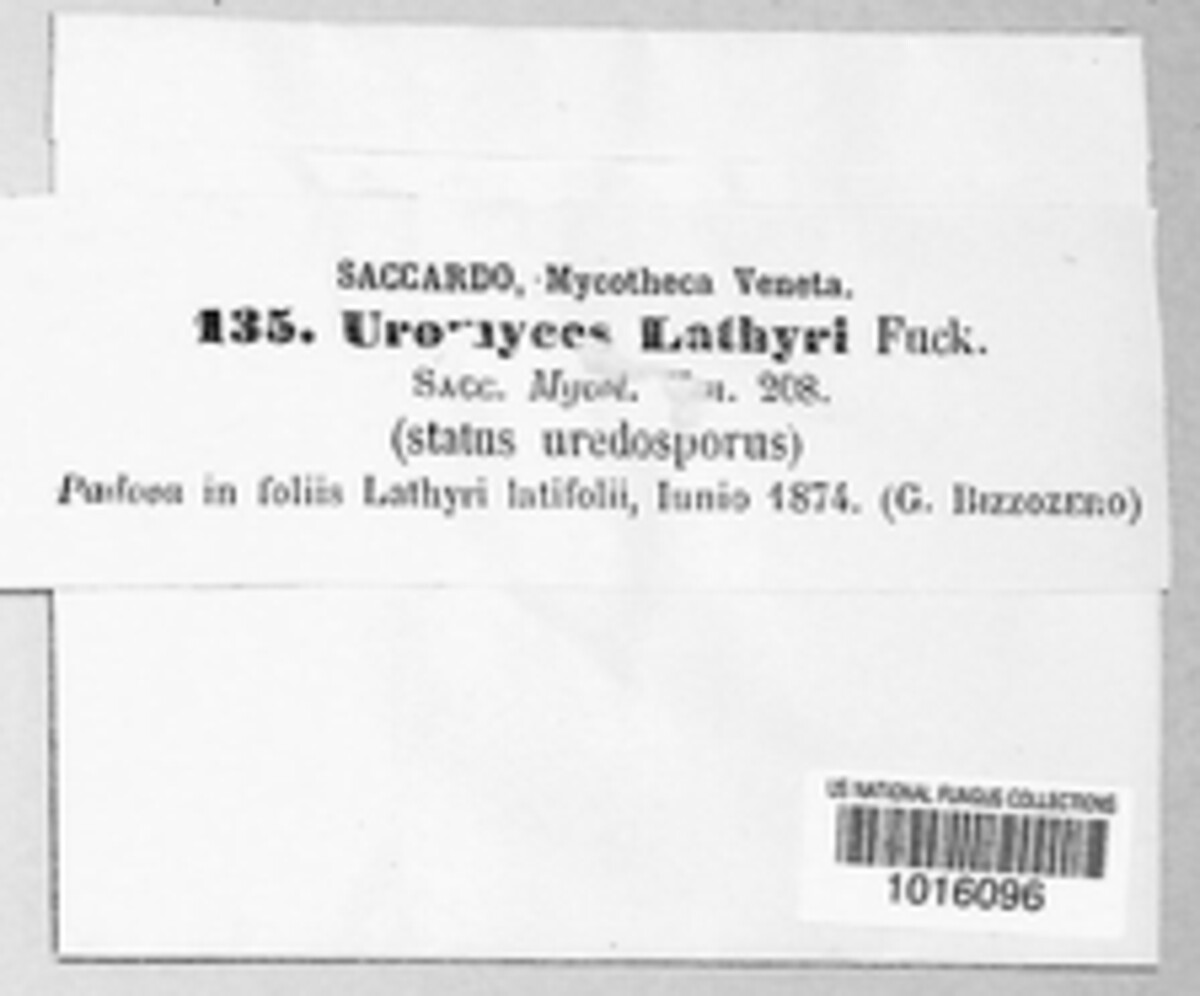 SACCARDO, Mycotheca Veneta.
135. Uromyces Lathyri Fuck.
SACC. Mycol. 208.
(status uredosporus)
Padova in foliis Lathyri latifolii, Iunio 1874. (G. BIZZOZERO)
US NATIONAL FUNGUS COLLECTIONS
1016096